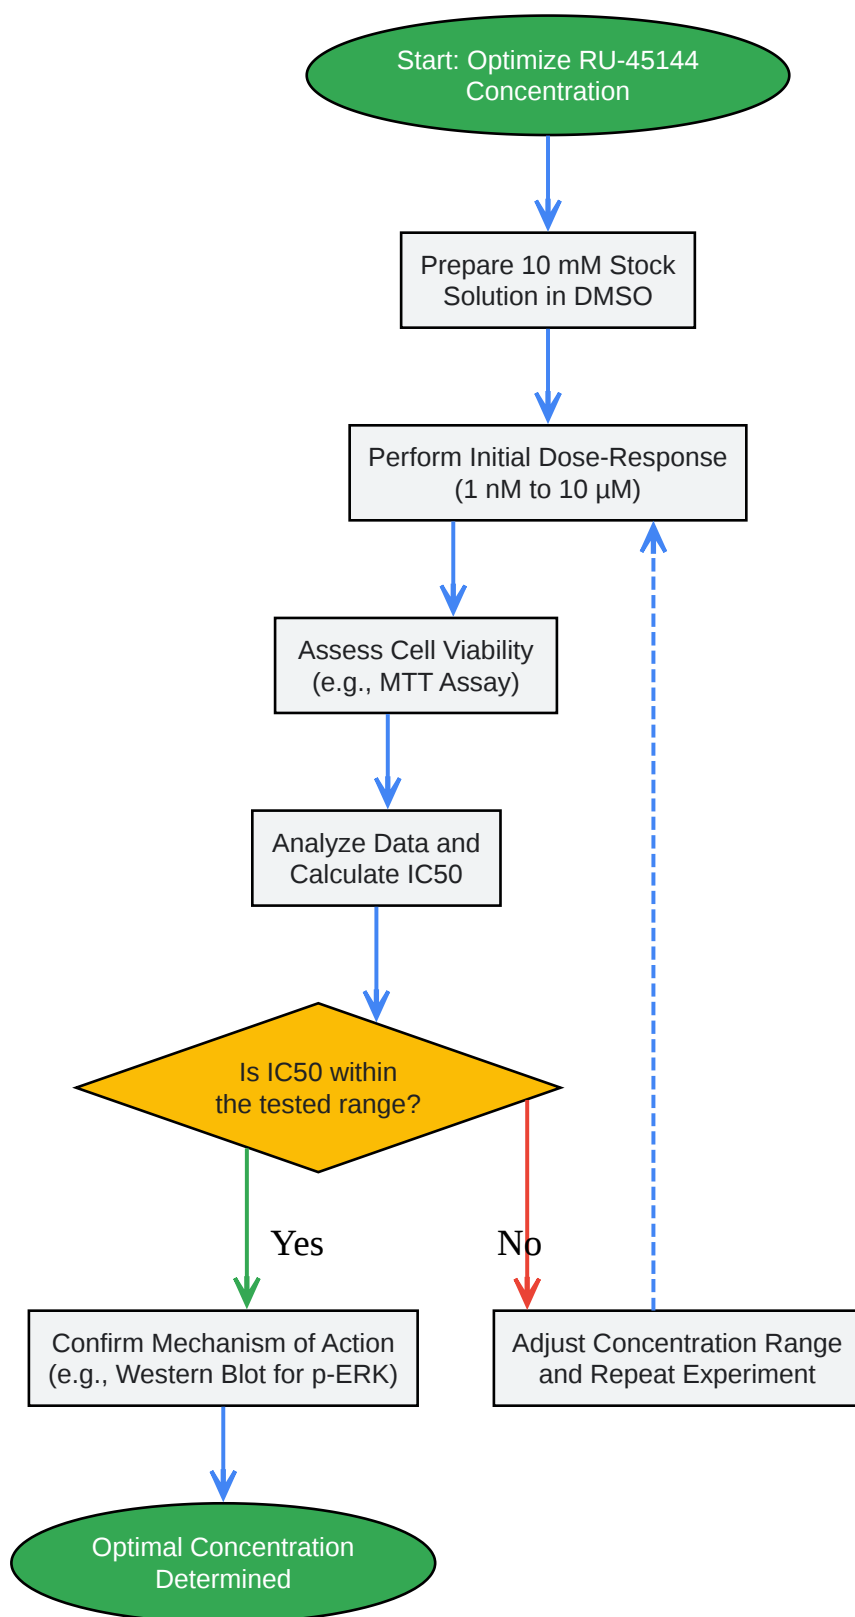 Start: Optimize RU-45144
Concentration
Prepare 10 mM Stock
Solution in DMSO
Perform Initial Dose-Response
(1 nM to 10 µM)
Assess Cell Viability
(e.g., MTT Assay)
Analyze Data and
Calculate IC50
Is IC50 within
the tested range?
Yes
No
Confirm Mechanism of Action
(e.g., Western Blot for p-ERK)
Adjust Concentration Range
and Repeat Experiment
Optimal Concentration
Determined